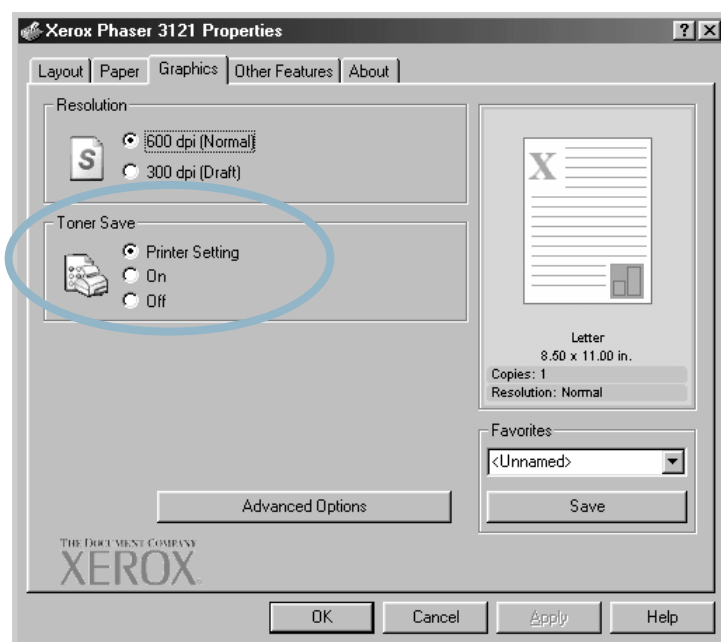 Xerox Phaser 3121 Properties
Layout
Paper
Graphics
Other Features
About
Resolution
S
600 dpi (Normal)
300 dpi (Draft)
Toner Save
Printer Setting
On
Off
X
Letter
8.50 x 11.00 in.
Copies: 1
Resolution: Normal
Favorites
<Unnamed>
Advanced Options
Save
THE DOCUMENT COMPANY
XEROX
OK
Cancel
Apply
Help